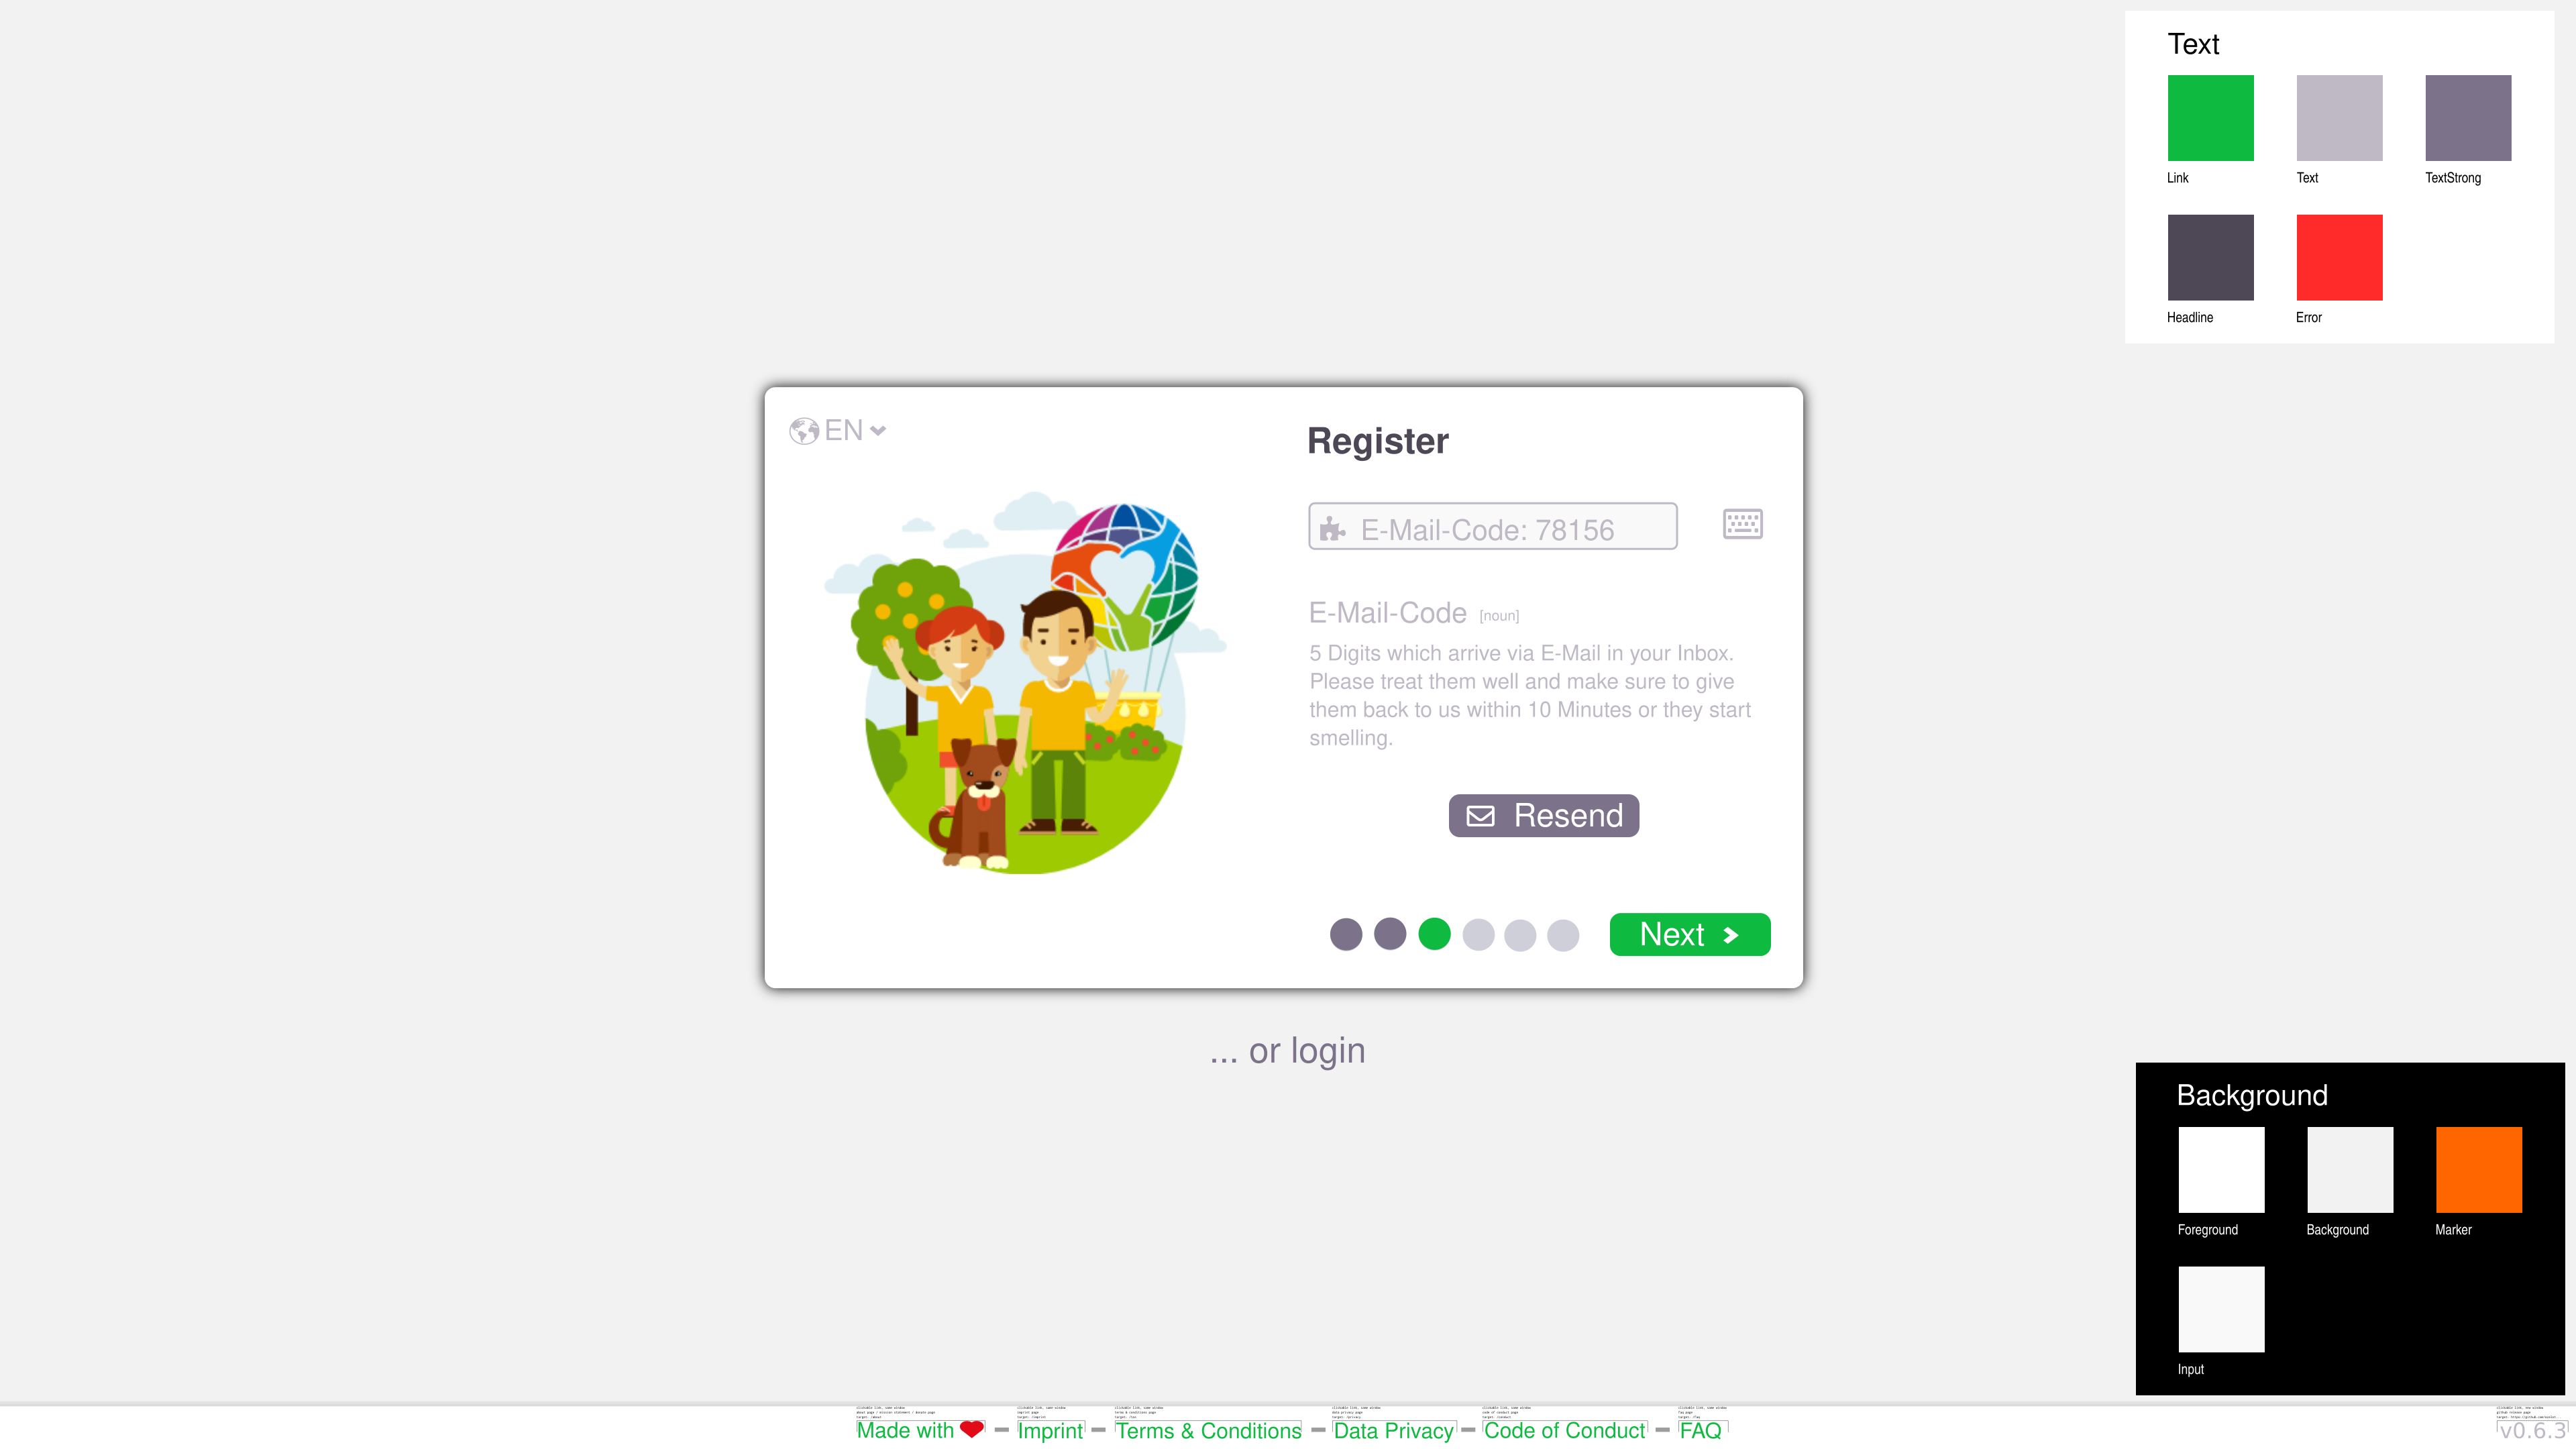 Text
Link
Text
TextStrong
Headline
Error
EN
Register
E-Mail-Code: 78156
E-Mail-Code [noun]
5 Digits which arrive via E-Mail in your Inbox.
Please treat them well and make sure to give
them back to us within 10 Minutes or they start
smelling.
Resend
Next
... or login
Background
Foreground
Background
Marker
Input
Made with
Imprint
Terms & Conditions
Data Privacy
Code of Conduct
FAQ
v0.6.3